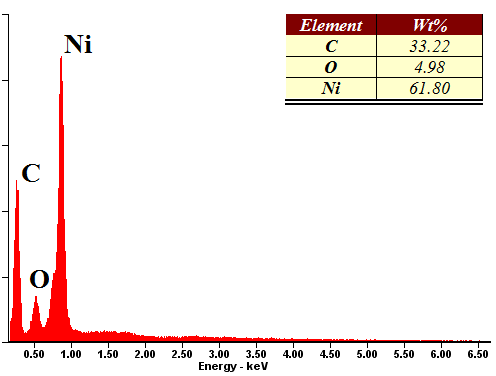 Element Wt%
C 33.22
O 4.98
Ni 61.80
Ni
C
O
0.50 1.00 1.50 2.00 2.50 3.00 3.50 4.00 4.50 5.00 5.50 6.00 6.50
Energy - keV